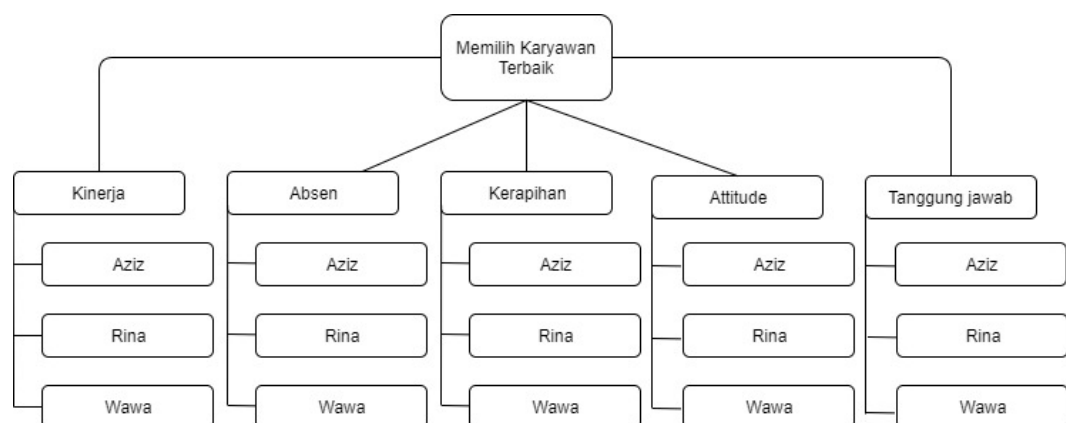 Memilih Karyawan
Terbaik
Kinerja
Absen
Kerapihan
Attitude
Tanggung jawab
Aziz
Aziz
Aziz
Aziz
Aziz
Rina
Rina
Rina
Rina
Rina
Wawa
Wawa
Wawa
Wawa
Wawa